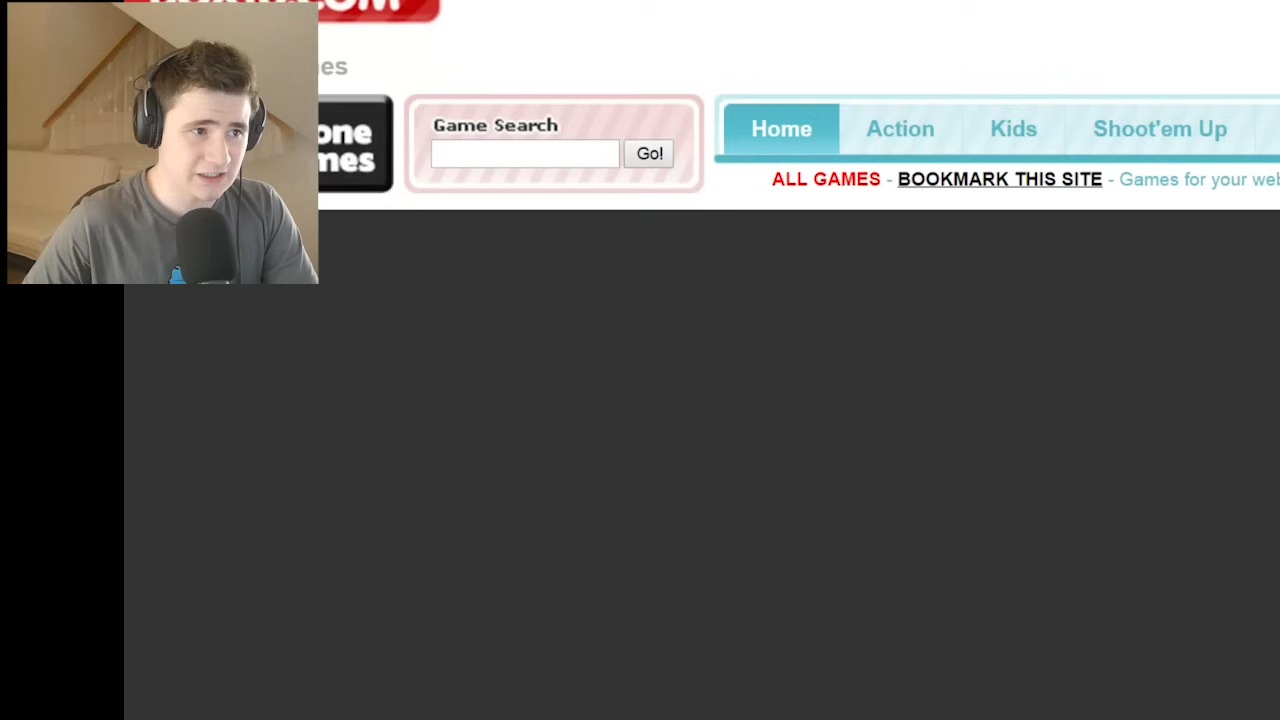 .COM
es
one
mes
Game Search
Go!
Home Action Kids Shoot'em Up
ALL GAMES - BOOKMARK THIS SITE - Games for your web